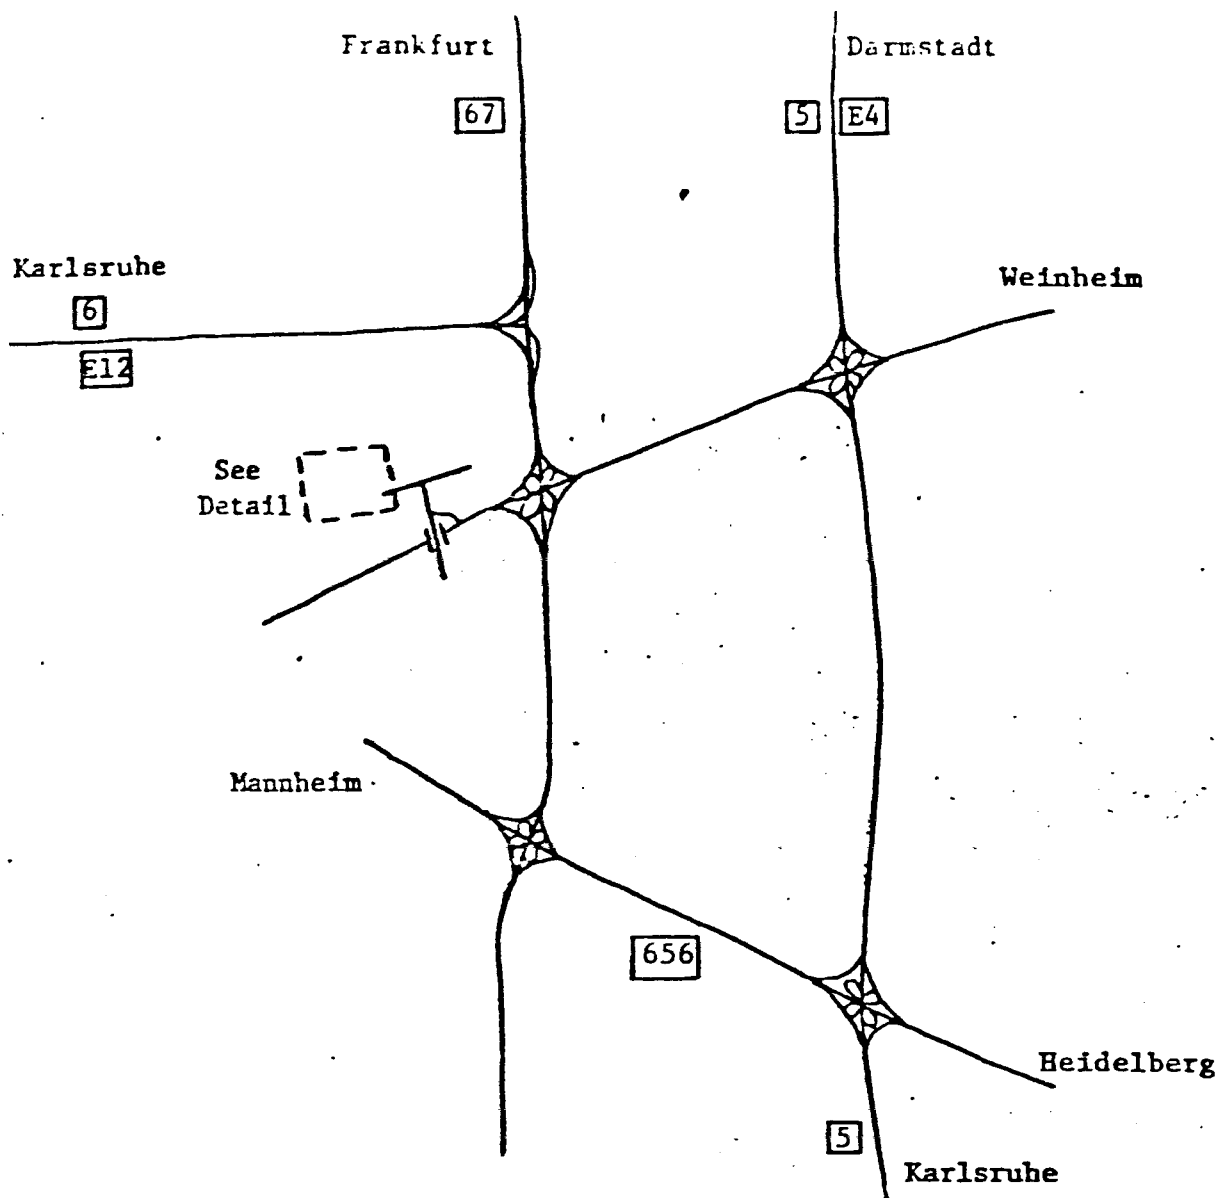 Frankfurt
Darmstadt
67
5
E4
Karlsruhe
6
E12
Weinheim
See
Detail
Mannheim
656
Heidelberg
5
Karlsruhe